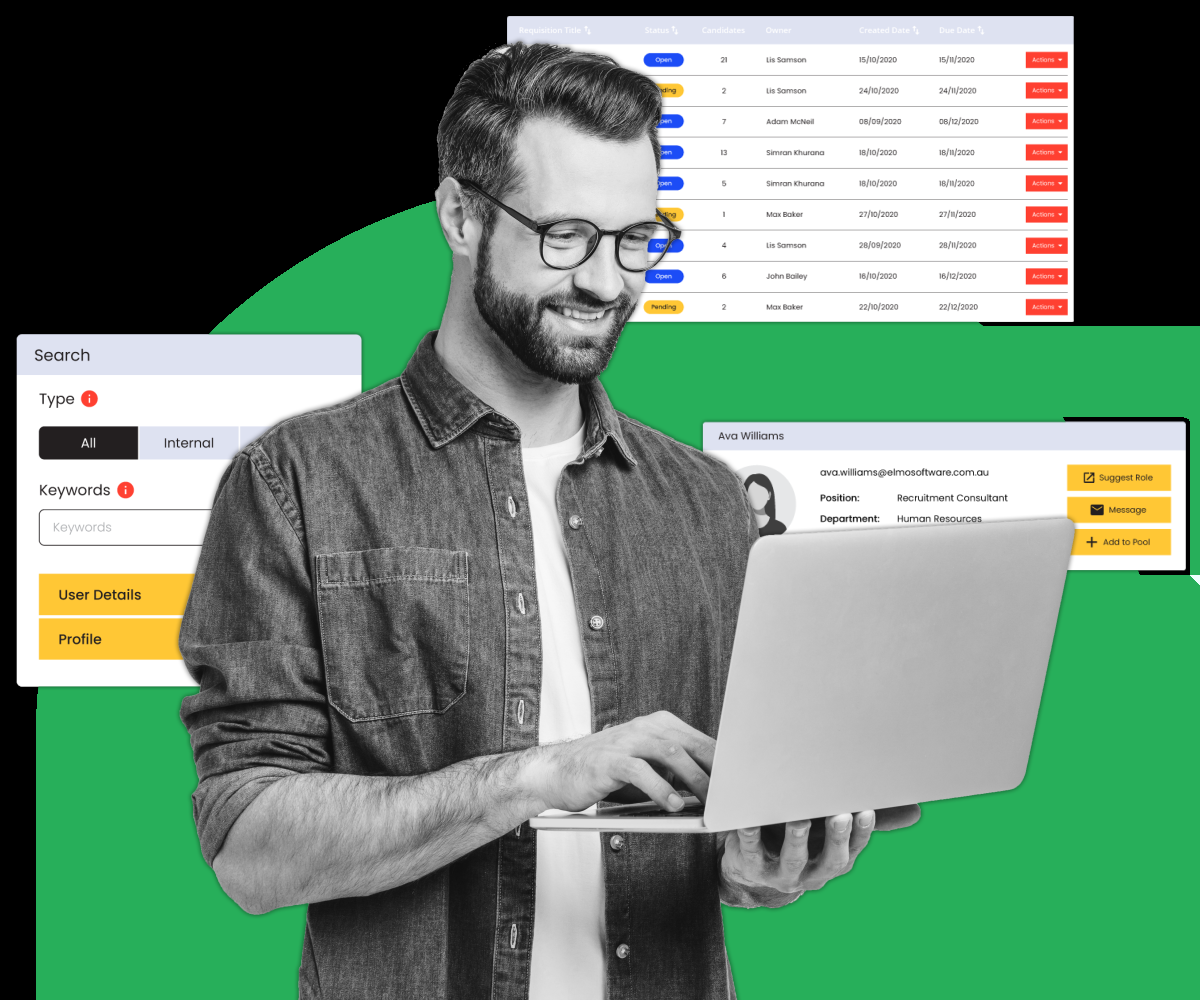 Requisition Title Status Candidates Owner Created Date Due Date
Open 21 Lis Samson 15/10/2020 15/11/2020 Actions
ding 2 Lis Samson 24/10/2020 24/11/2020 Actions
pen 7 Adam McNeil 08/09/2020 08/12/2020 Actions
pen 13 Simran Khurana 18/10/2020 18/11/2020 Actions
pen 5 Simran Khurana 18/10/2020 18/11/2020 Actions
ding 1 Max Baker 27/10/2020 27/11/2020 Actions
Op 4 Lis Samson 28/09/2020 28/11/2020 Actions
Open 6 John Bailey 16/10/2020 16/12/2020 Actions
Pending 2 Max Baker 22/10/2020 22/12/2020 Actions
Search
Type
All Internal
Keywords
Keywords
User Details
Profile
Ava Williams
ava.williams@elmosoftware.com.au
Position: Recruitment Consultant
Department: Human Resources
Suggest Role
Message
Add to Pool